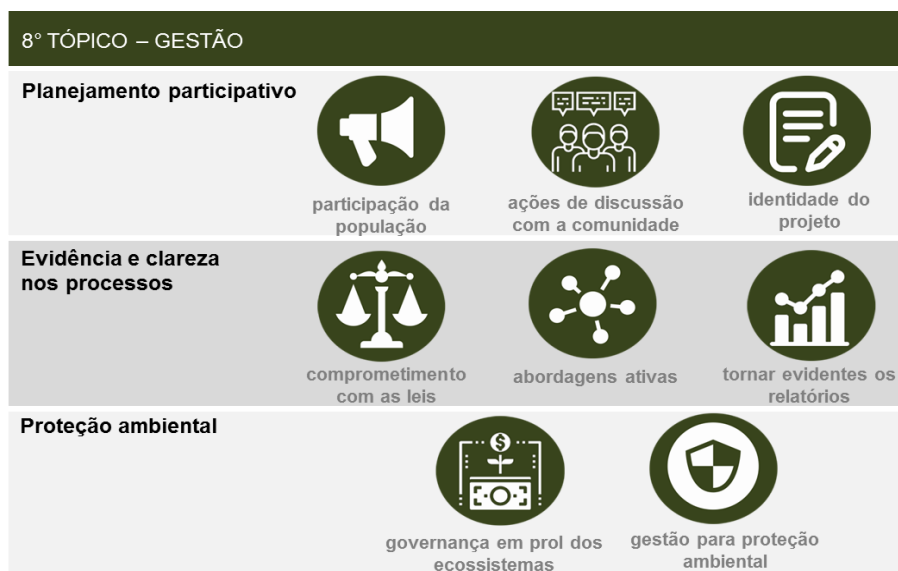 8° TÓPICO – GESTÃO
Planejamento participativo
participação da
população
ações de discussão
com a comunidade
identidade do
projeto
Evidência e clareza
nos processos
comprometimento
com as leis
abordagens ativas
tornar evidentes os
relatórios
Proteção ambiental
$
governança em prol dos
ecossistemas
gestão para proteção
ambiental